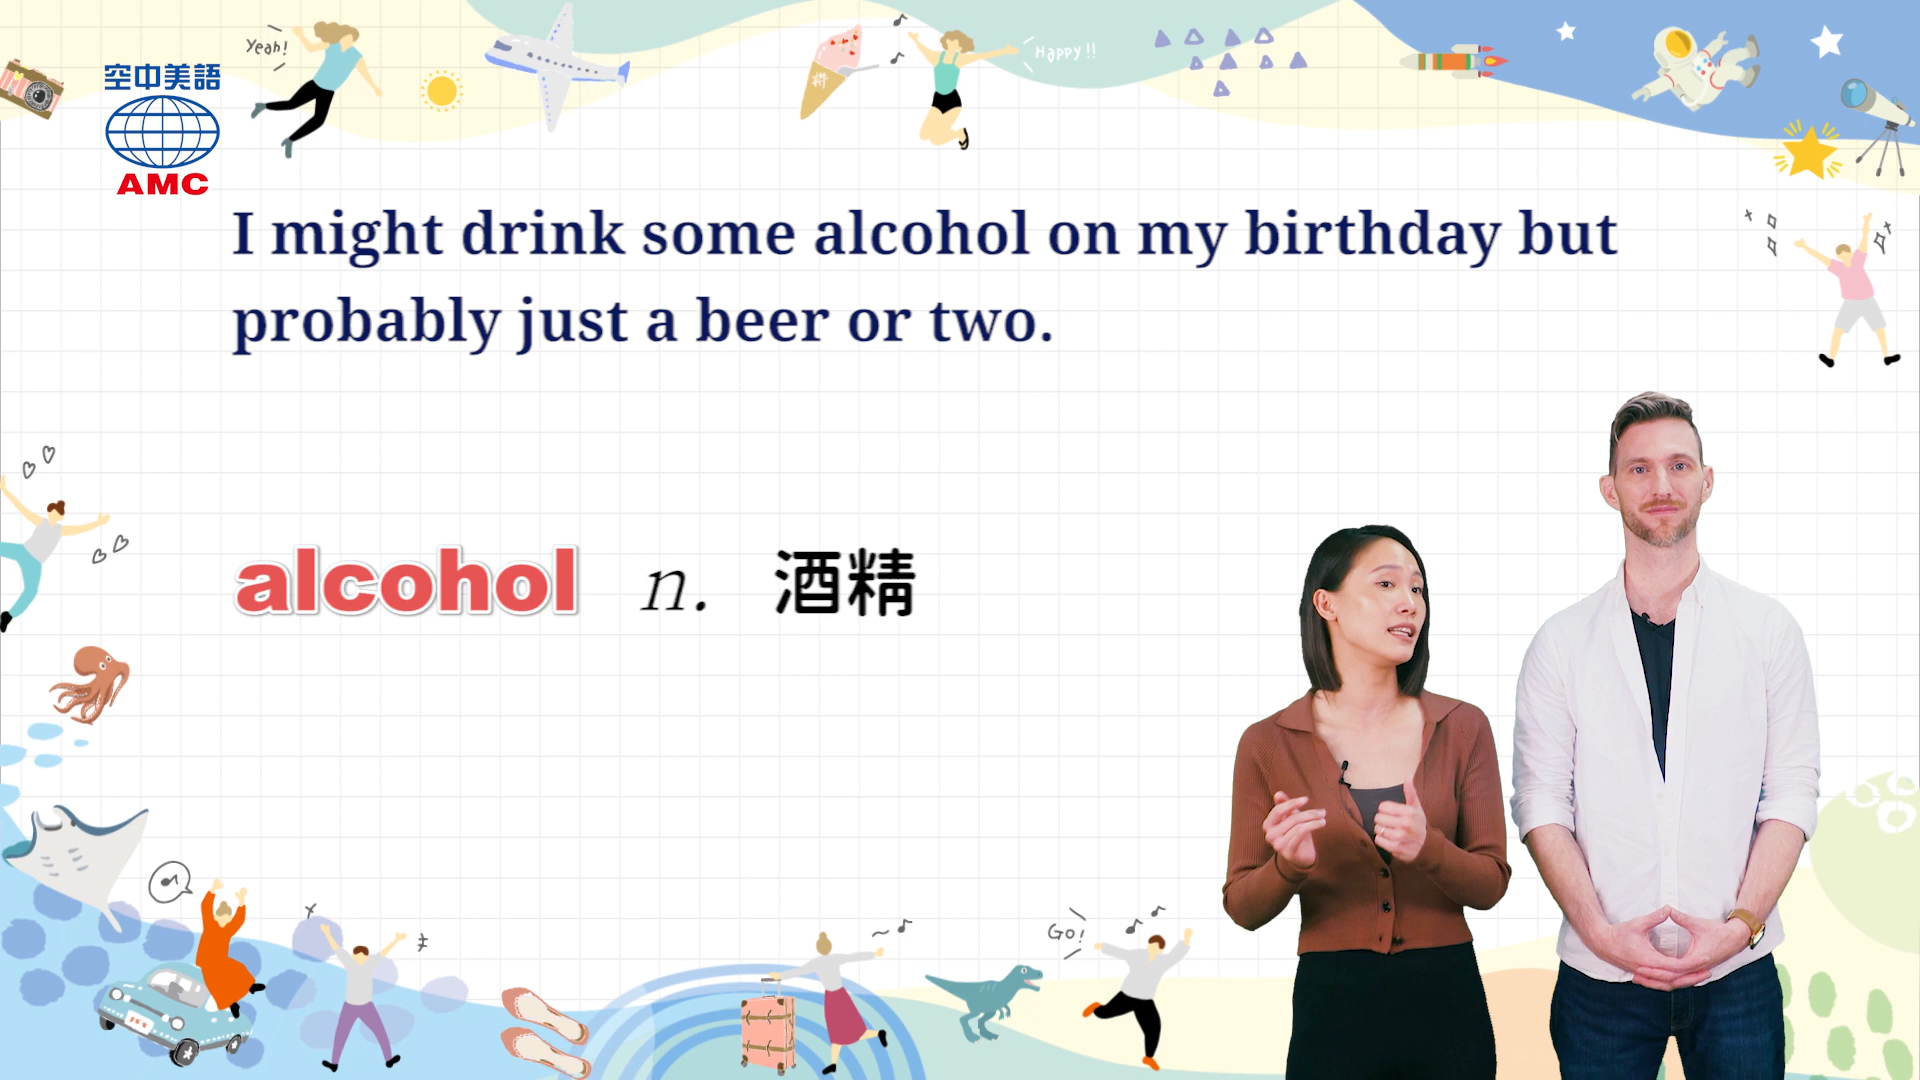 Yeah!
Happy!!
空中美語
AMC
I might drink some alcohol on my birthday but
probably just a beer or two.
alcohol n. 酒精
Go!